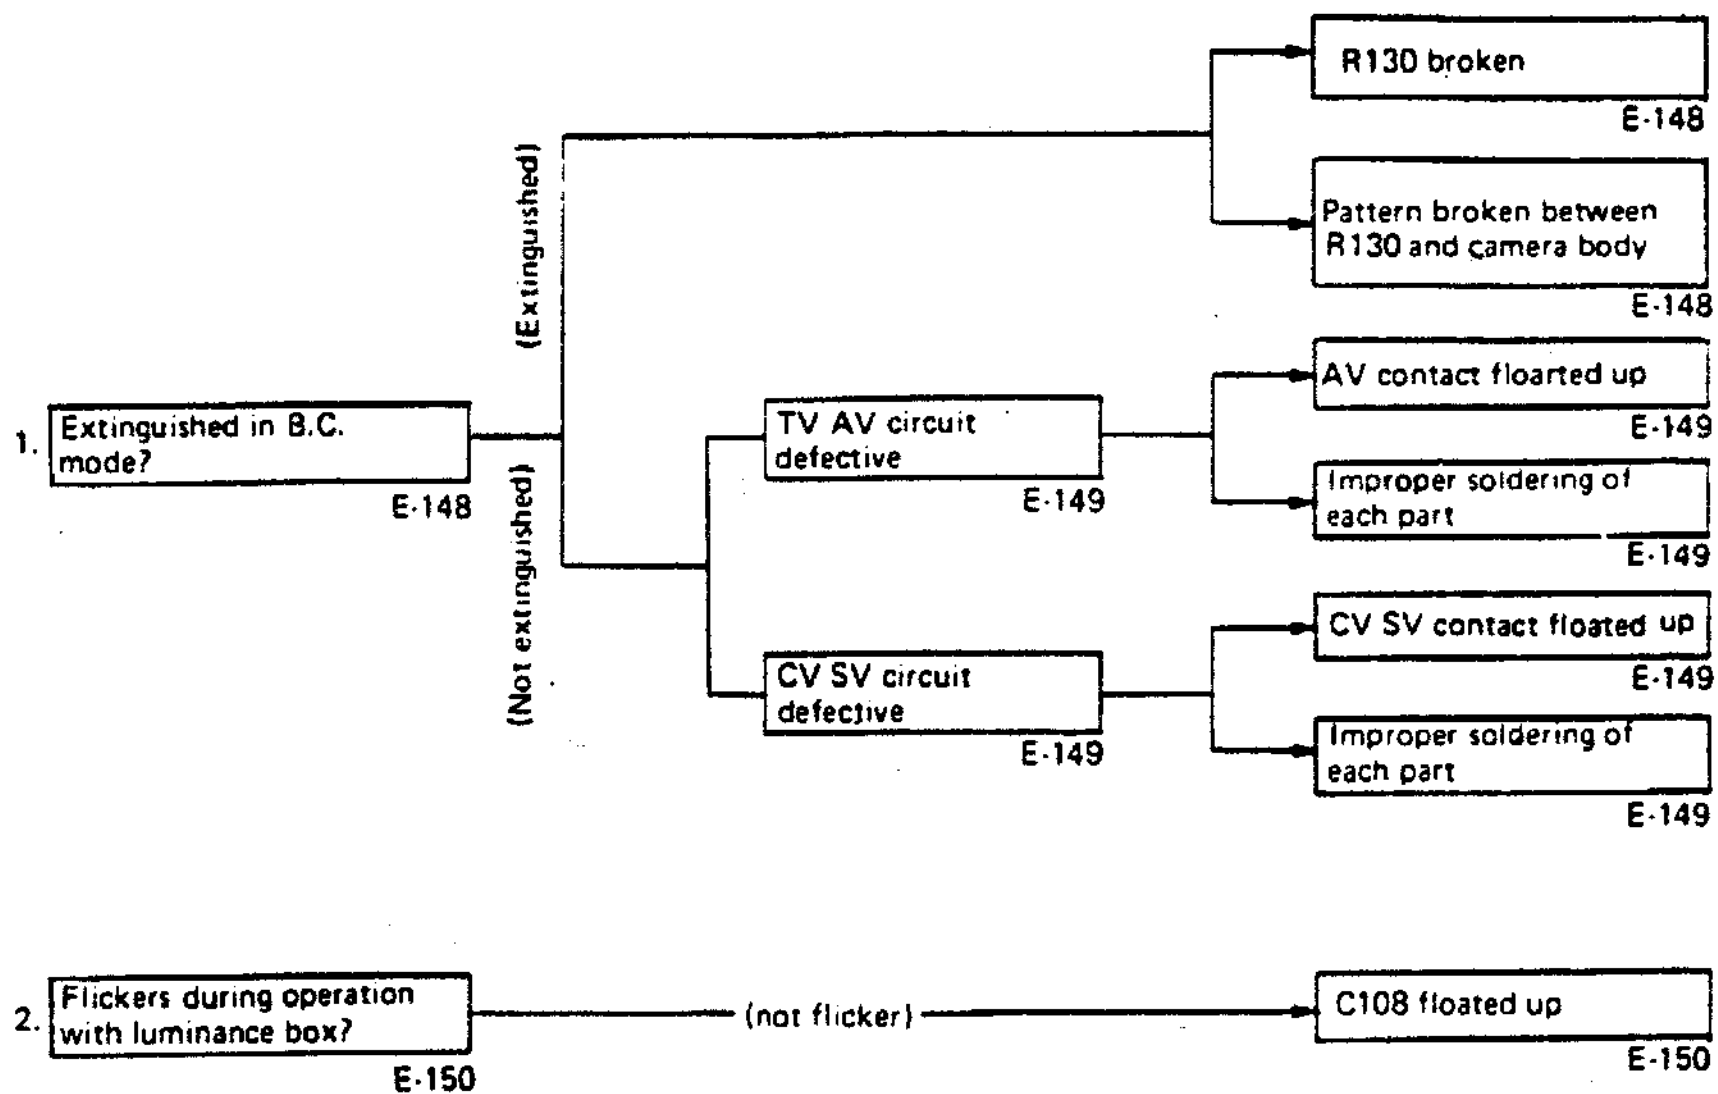 R130 broken
E-148
(Extinguished)
Pattern broken between
R130 and camera body
E-148
AV contact floarted up
E-149
1. Extinguished in B.C.
mode?
E-148
TV AV circuit
defective
E-149
Improper soldering of
each part
E-149
(Not extinguished)
CV SV contact floated up
E-149
CV SV circuit
defective
E-149
Improper soldering of
each part
E-149
2. Flickers during operation
with luminance box?
E-150
(not flicker)
C108 floated up
E-150